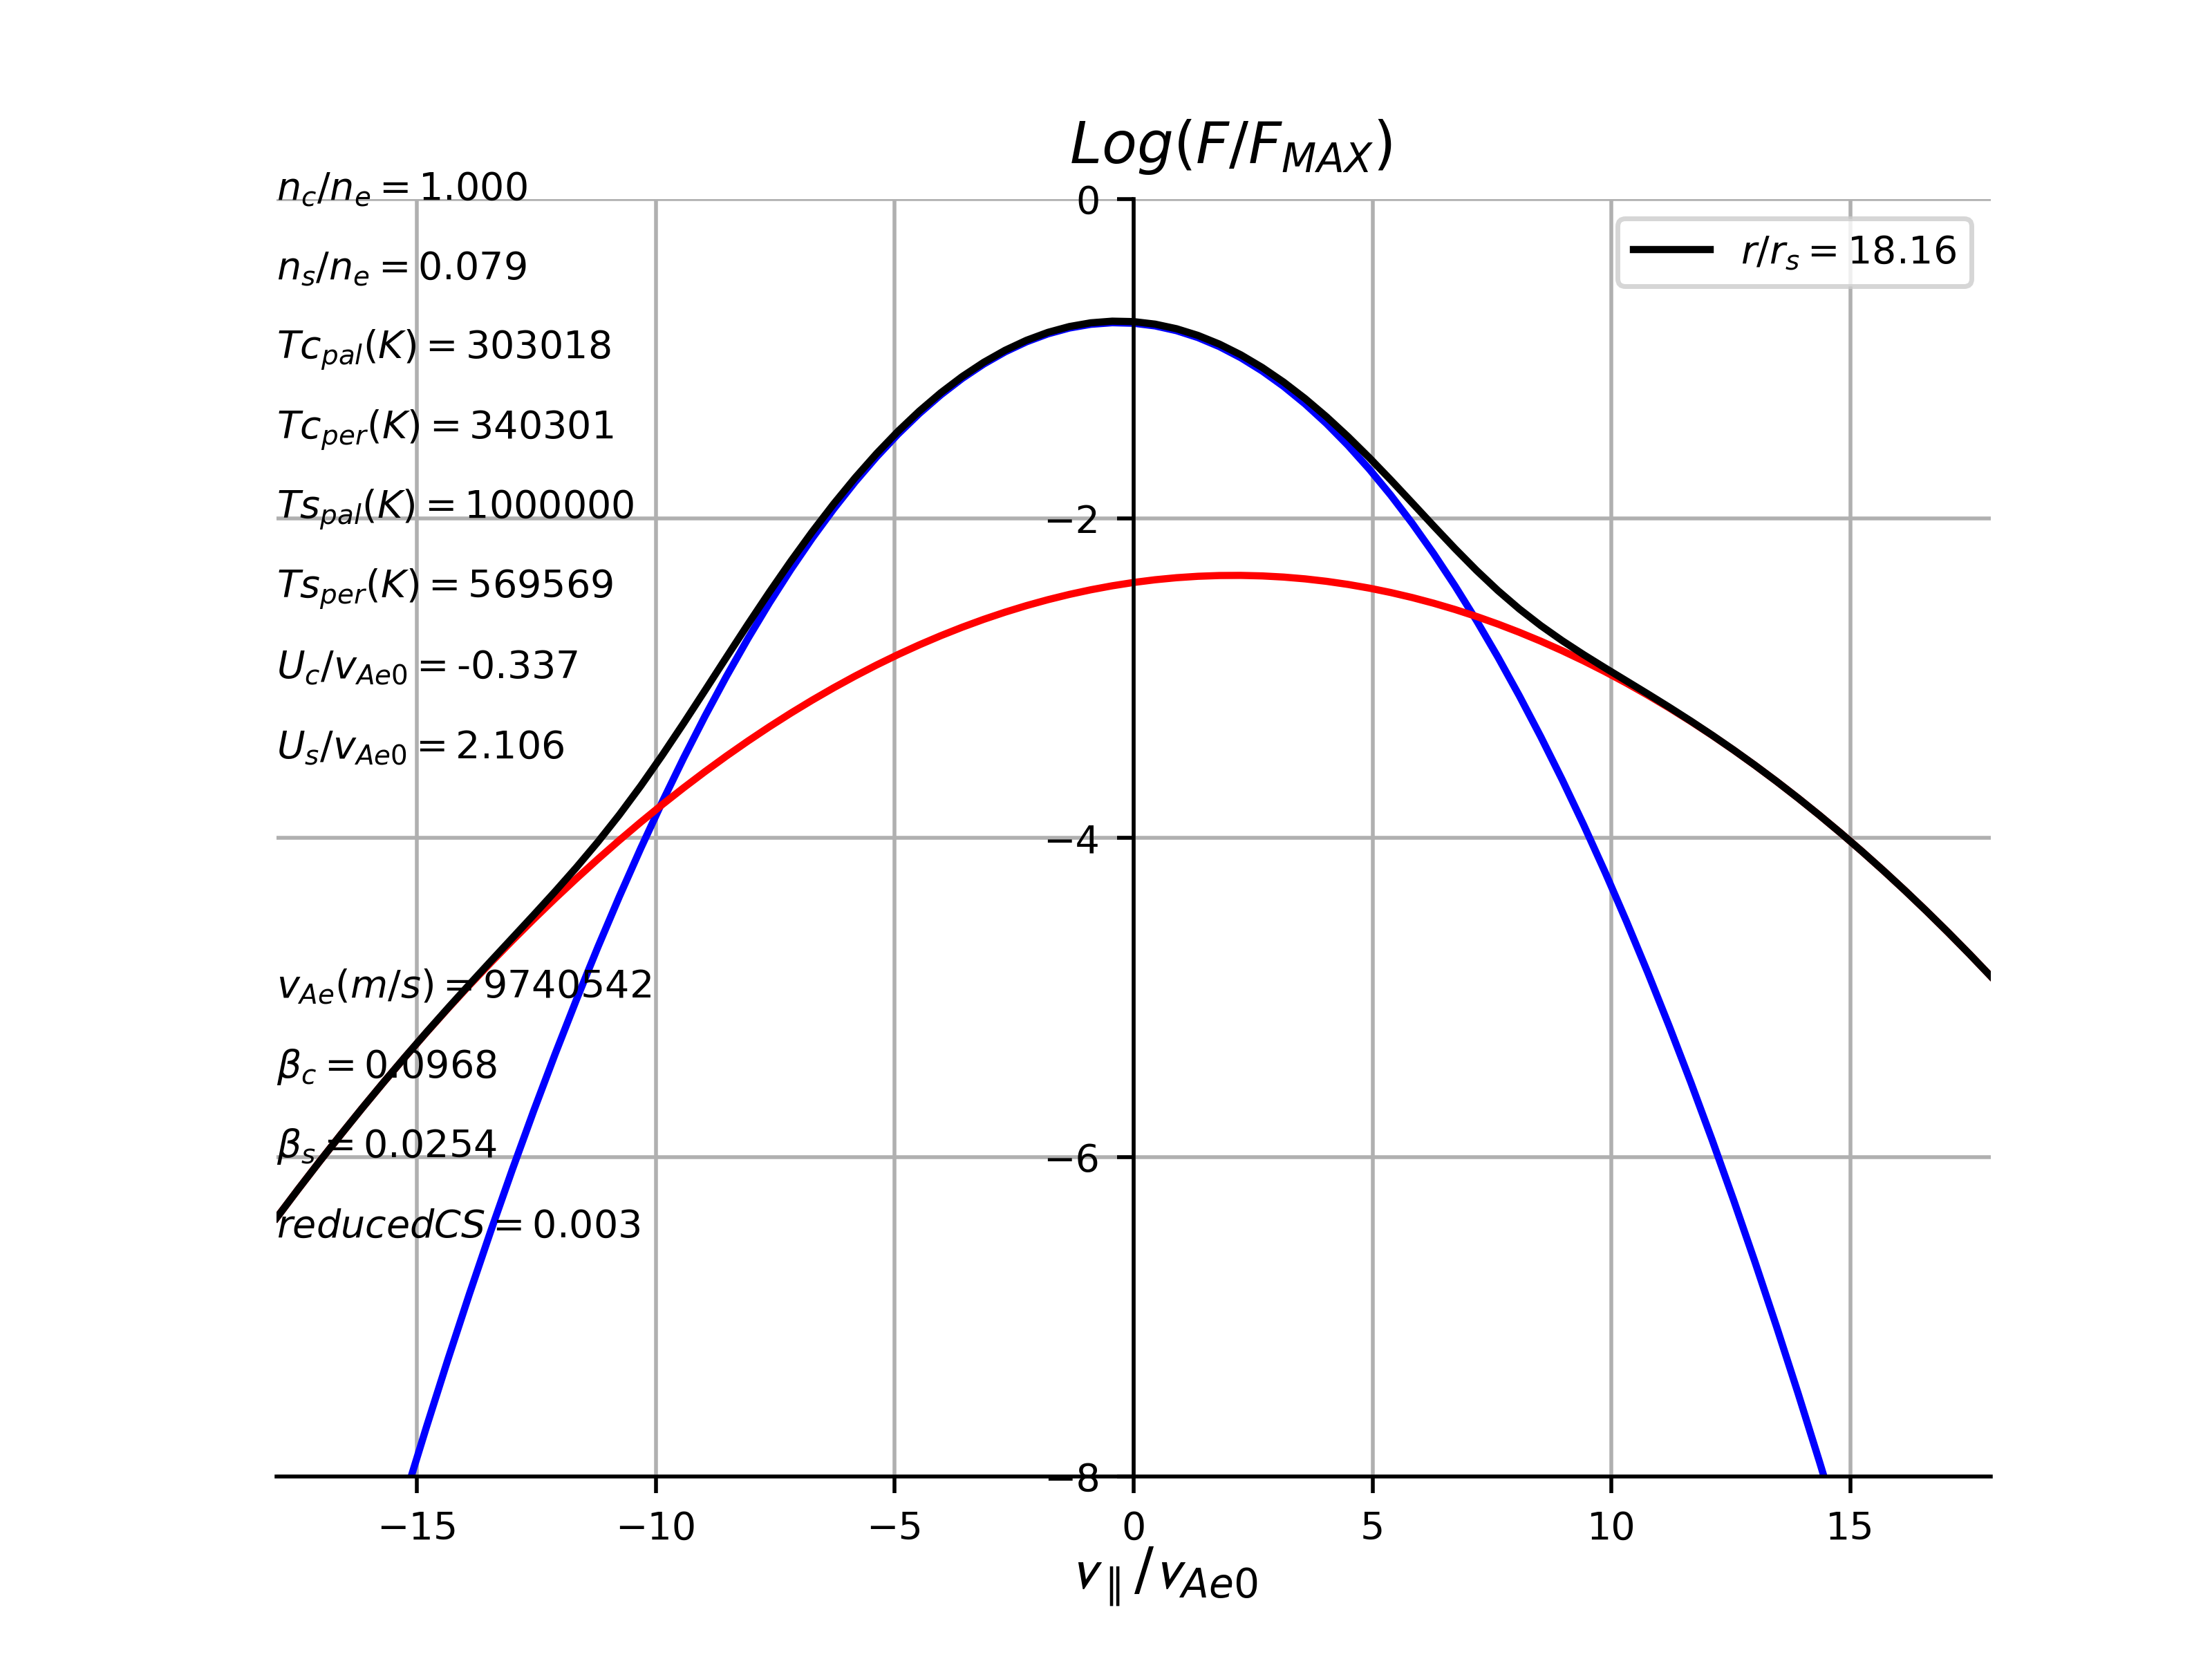 Log(F/F_MAX)
n_c/n_e = 1.000
n_s/n_e = 0.079
Tc_pal(K) = 303018
Tc_per(K) = 340301
Ts_pal(K) = 1000000
Ts_per(K) = 569569
U_c/v_Ae0 = -0.337
U_s/v_Ae0 = 2.106
v_Ae(m/s) = 9740542
β_c = 0.0968
β_s = 0.0254
reducedCS = 0.003
r/r_s = 18.16
0
−2
−4
−6
−8
−15 −10 −5 0 5 10 15
v_∥/v_Ae0